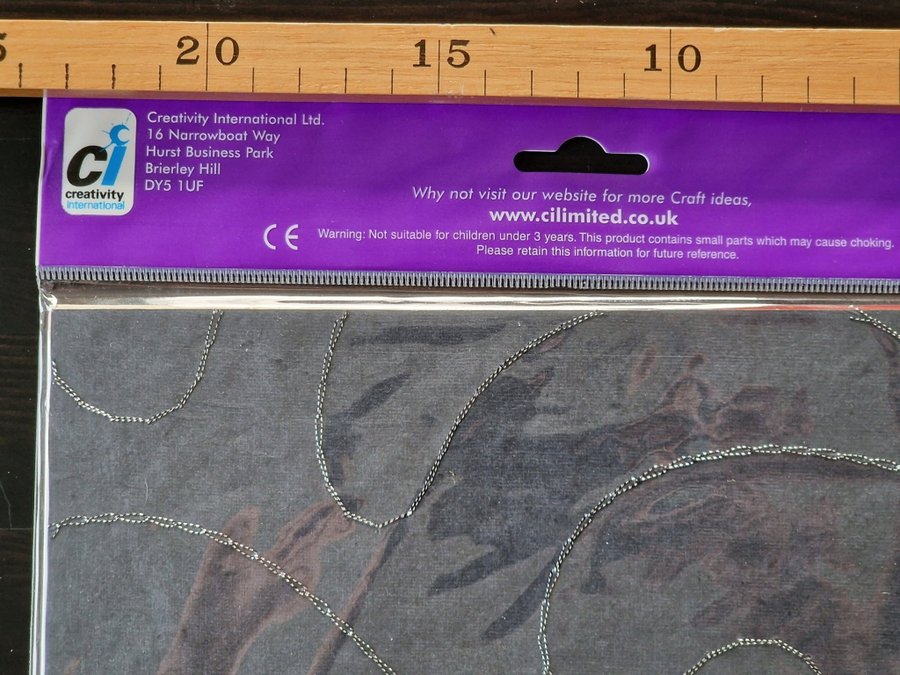 5 20 15 10
Creativity International Ltd.
16 Narrowboat Way
Hurst Business Park
Brierley Hill
DY5 1UF
ci
creativity
international
Why not visit our website for more Craft ideas,
www.cilimited.co.uk
CE Warning: Not suitable for children under 3 years. This product contains small parts which may cause choking.
Please retain this information for future reference.